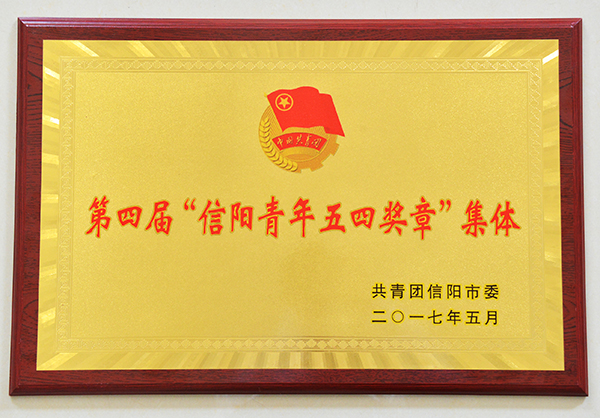 中国共青团
第四届“信阳青年五四奖章”集体
共青团信阳市委
二〇一七年五月